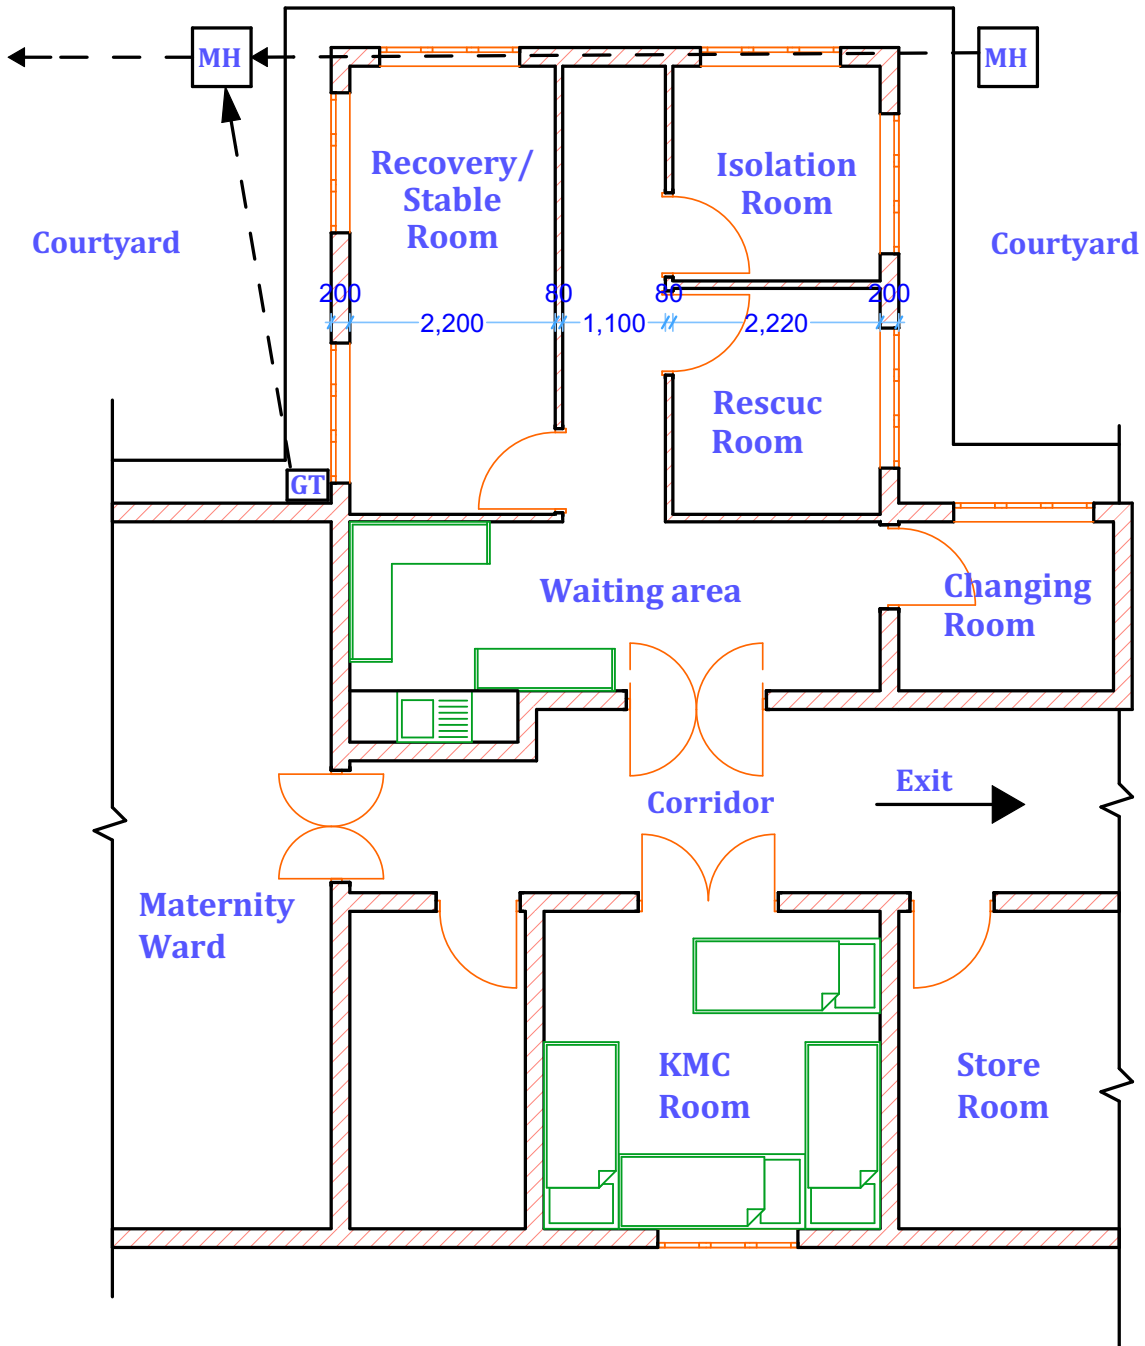 MH
MH
Recovery/
Stable
Room
Isolation
Room
Courtyard
Courtyard
200
80
80
200
2,200
1,100
2,220
Rescuc
Room
GT
Waiting area
Changing
Room
Exit
Corridor
Maternity
Ward
KMC
Room
Store
Room